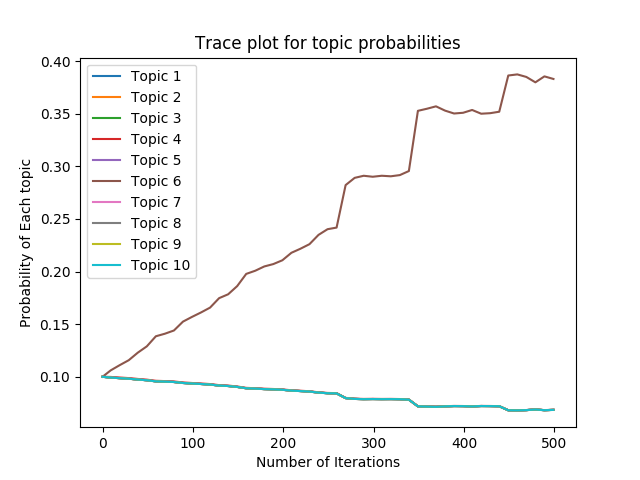 Trace plot for topic probabilities
0.40
0.35
0.30
0.25
0.20
0.15
0.10
Probability of Each topic
Topic 1
Topic 2
Topic 3
Topic 4
Topic 5
Topic 6
Topic 7
Topic 8
Topic 9
Topic 10
0 100 200 300 400 500
Number of Iterations